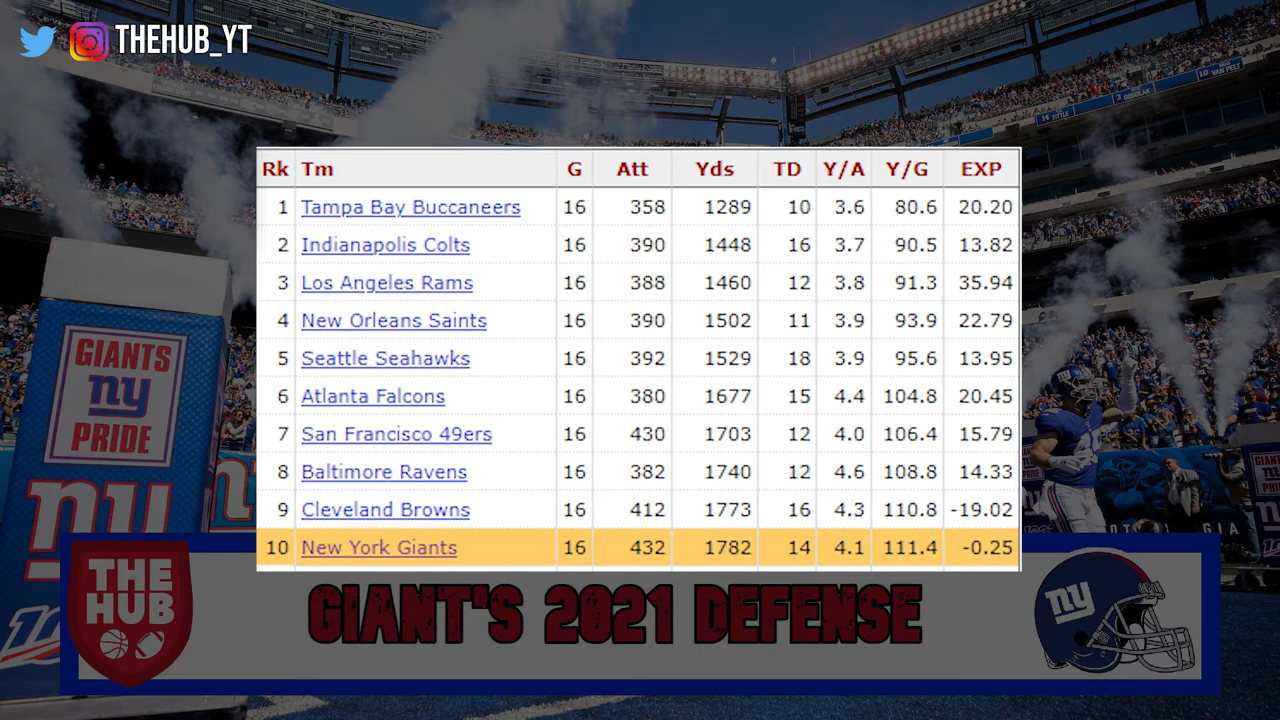 THEHUB_YT
10 VAN PELT
14 TITTLE
Rk Tm G Att Yds TD Y/A Y/G EXP
1 Tampa Bay Buccaneers 16 358 1289 10 3.6 80.6 20.20
2 Indianapolis Colts 16 390 1448 16 3.7 90.5 13.82
3 Los Angeles Rams 16 388 1460 12 3.8 91.3 35.94
4 New Orleans Saints 16 390 1502 11 3.9 93.9 22.79
5 Seattle Seahawks 16 392 1529 18 3.9 95.6 13.95
6 Atlanta Falcons 16 380 1677 15 4.4 104.8 20.45
7 San Francisco 49ers 16 430 1703 12 4.0 106.4 15.79
8 Baltimore Ravens 16 382 1740 12 4.6 108.8 14.33
9 Cleveland Browns 16 412 1773 16 4.3 110.8 -19.02
10 New York Giants 16 432 1782 14 4.1 111.4 -0.25
GIANTS
ny
PRIDE
ny
THE
HUB
GIANT'S 2021 DEFENSE
ny